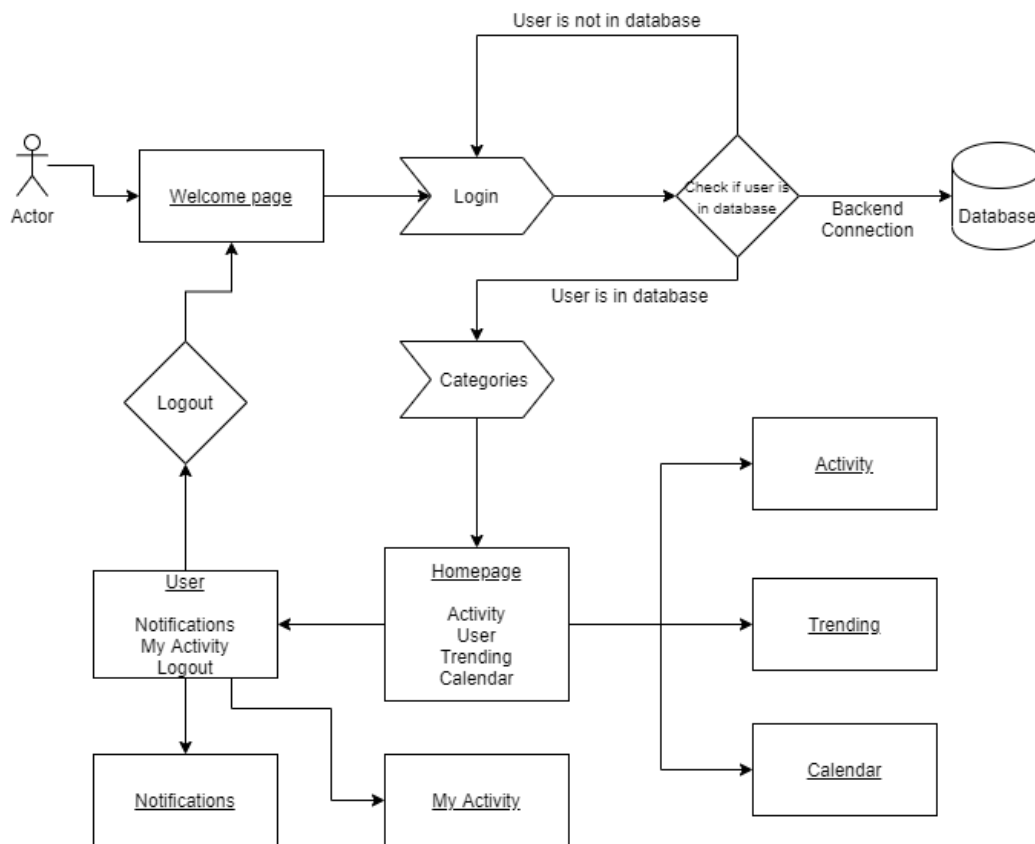 User is not in database
Actor
Welcome page
Login
Check if user is
in database
Backend
Connection
Database
User is in database
Logout
Categories
Activity
User
Notifications
My Activity
Logout
Homepage
Activity
User
Trending
Calendar
Trending
Calendar
Notifications
My Activity